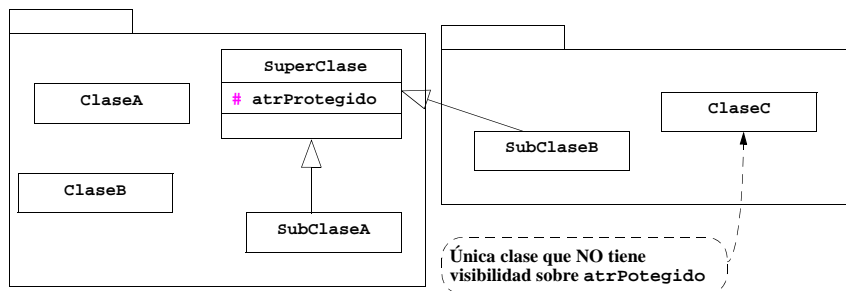 SuperClase
# atrProtegido
ClaseA
ClaseB
SubClaseA
ClaseC
SubClaseB
Única clase que NO tiene
visibilidad sobre atrPotegido